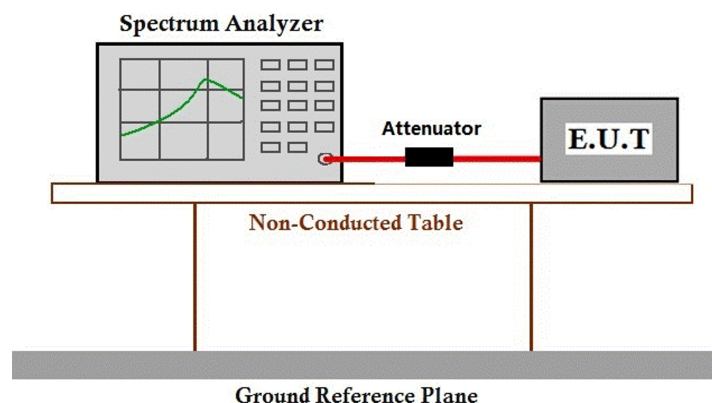 Spectrum Analyzer
Attenuator
E.U.T
Non-Conducted Table
Ground Reference Plane